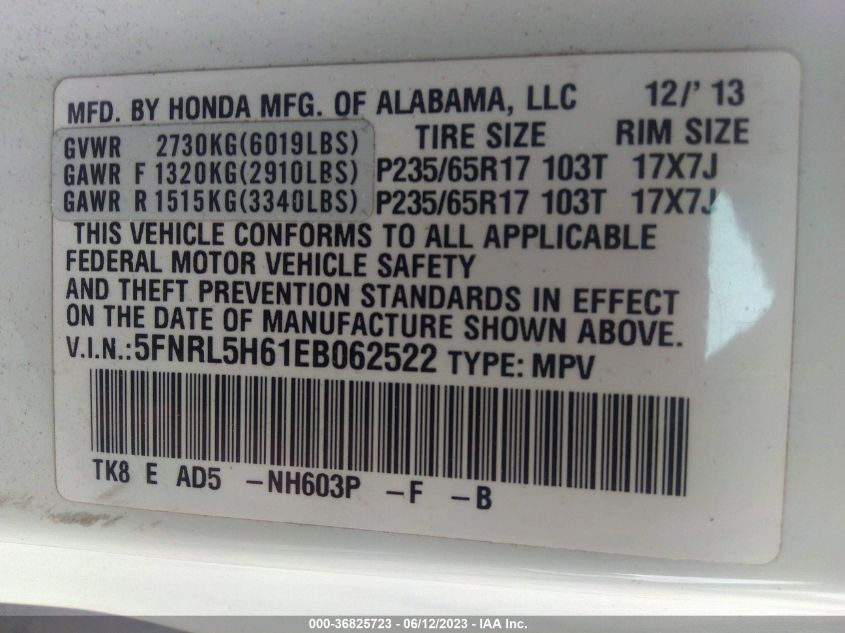 MFD. BY HONDA MFG. OF ALABAMA, LLC 12/' 13
TIRE SIZE RIM SIZE
GVWR 2730KG(6019LBS)
GAWR F 1320KG(2910LBS) P235/65R17 103T 17X7J
GAWR R 1515KG(3340LBS) P235/65R17 103T 17X7J
THIS VEHICLE CONFORMS TO ALL APPLICABLE
FEDERAL MOTOR VEHICLE SAFETY
AND THEFT PREVENTION STANDARDS IN EFFECT
ON THE DATE OF MANUFACTURE SHOWN ABOVE.
V.I.N.:5FNRL5H61EB062522 TYPE: MPV
TK8 E AD5 -NH603P -F -B
000-36825723 - 06/12/2023 - IAA Inc.